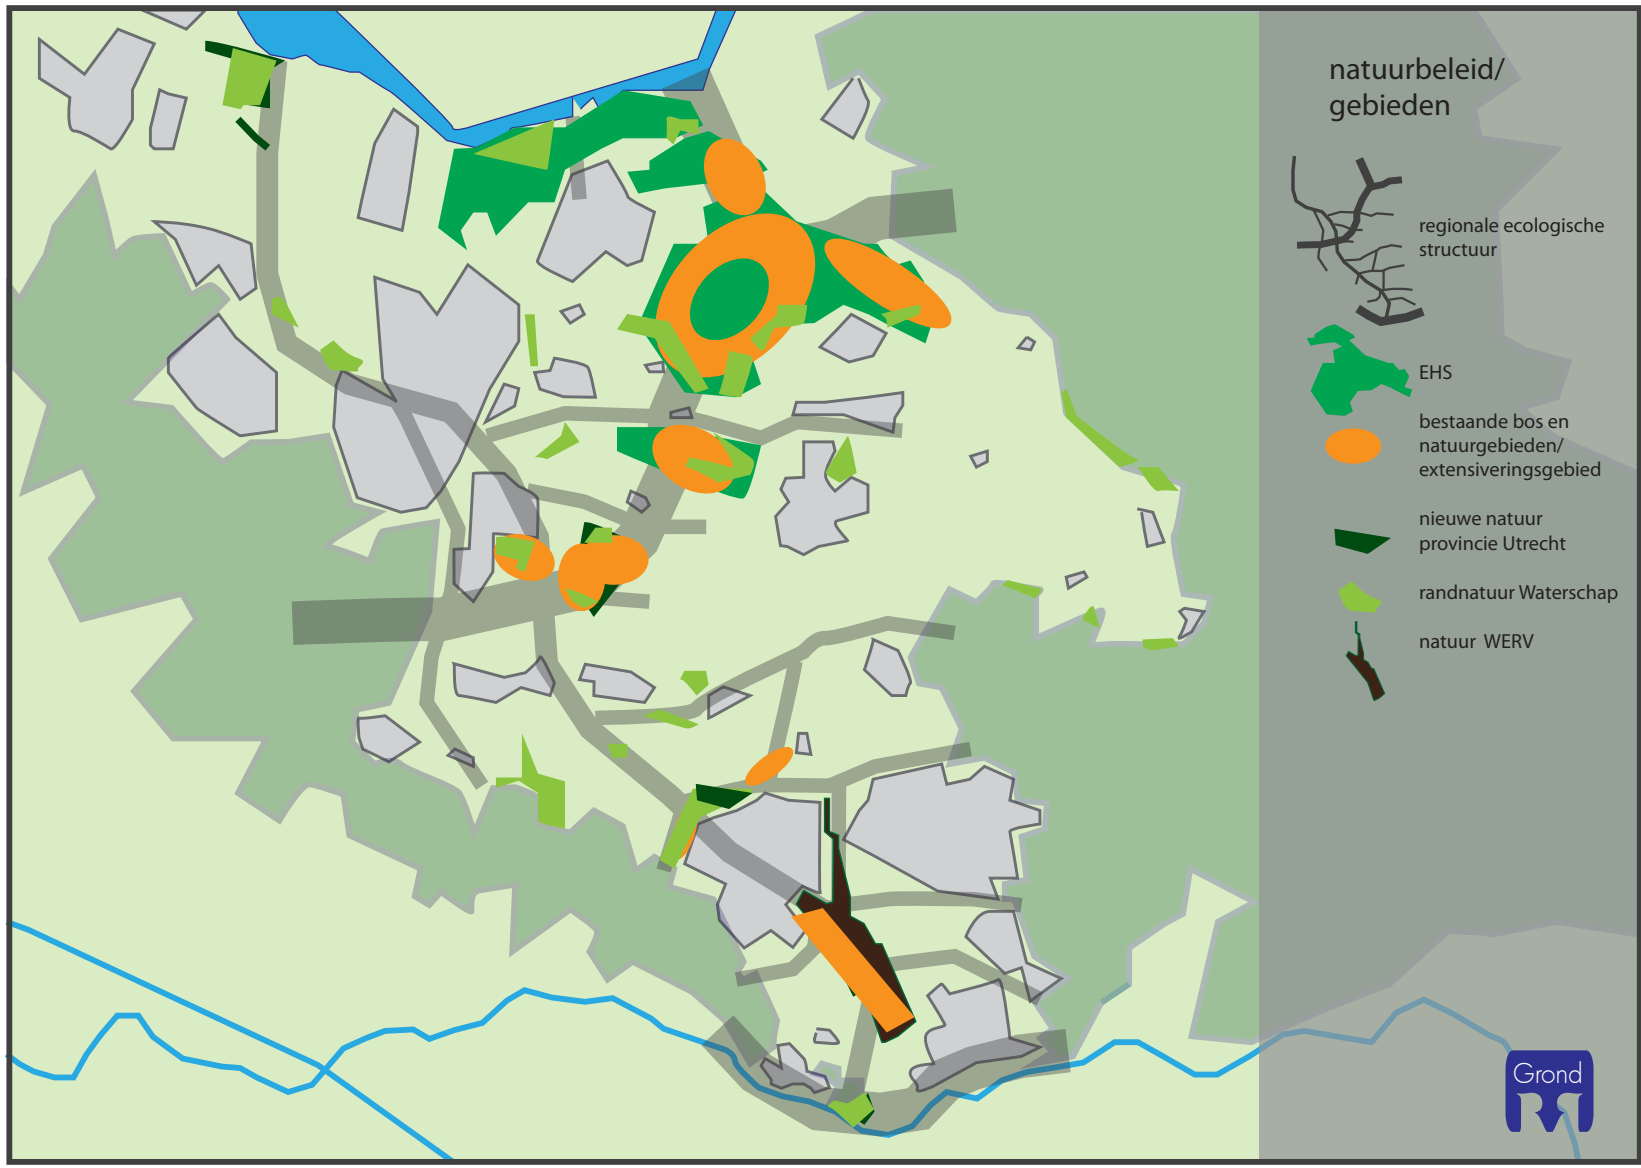 natuurbeleid/
gebieden
regionale ecologische
structuur
EHS
bestaande bos en
natuurgebieden/
extensiveringsgebied
nieuwe natuur
provincie Utrecht
randnatuur Waterschap
natuur WERV
Grond